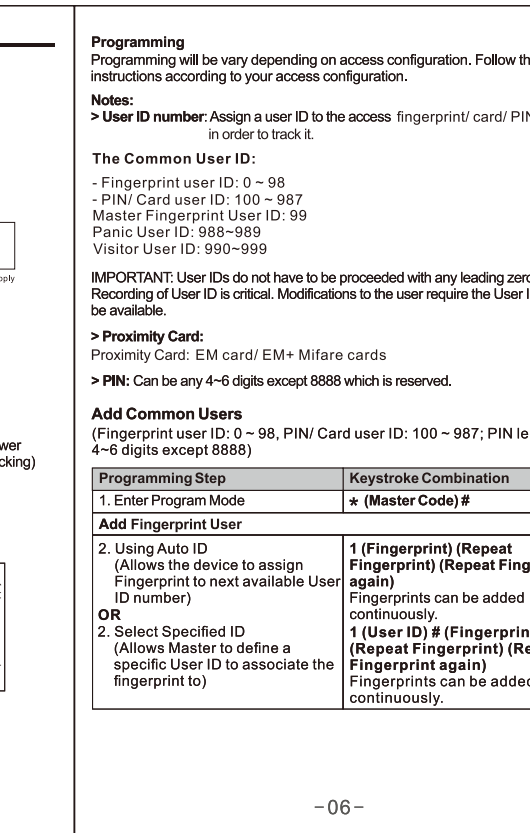 Programming
Programming will be vary depending on access configuration. Follow
instructions according to your access configuration.
Notes:
> User ID number: Assign a user ID to the access fingerprint/ card/
in order to track it.
The Common User ID:
- Fingerprint user ID: 0 ~ 98
- PIN/ Card user ID: 100 ~ 987
Master Fingerprint User ID: 99
Panic User ID: 988~989
Visitor User ID: 990~999
IMPORTANT: User IDs do not have to be proceeded with any leading
Recording of User ID is critical. Modifications to the user require the User
be available.
> Proximity Card:
Proximity Card: EM card/ EM+ Mifare cards
> PIN: Can be any 4~6 digits except 8888 which is reserved.
Add Common Users
(Fingerprint user ID: 0 ~ 98, PIN/ Card user ID: 100 ~ 987; PIN
4~6 digits except 8888)
Programming Step
Keystroke Combination
1. Enter Program Mode
* (Master Code) #
Add Fingerprint User
2. Using Auto ID
(Allows the device to assign
Fingerprint to next available User
ID number)
OR
2. Select Specified ID
(Allows Master to define a
specific User ID to associate the
fingerprint to)
1 (Fingerprint) (Repeat
Fingerprint) (Repeat
again)
Fingerprints can be added
continuously.
1 (User ID) #
(Repeat Fingerprint)
Fingerprint again)
Fingerprints can be added
continuously.
-06-